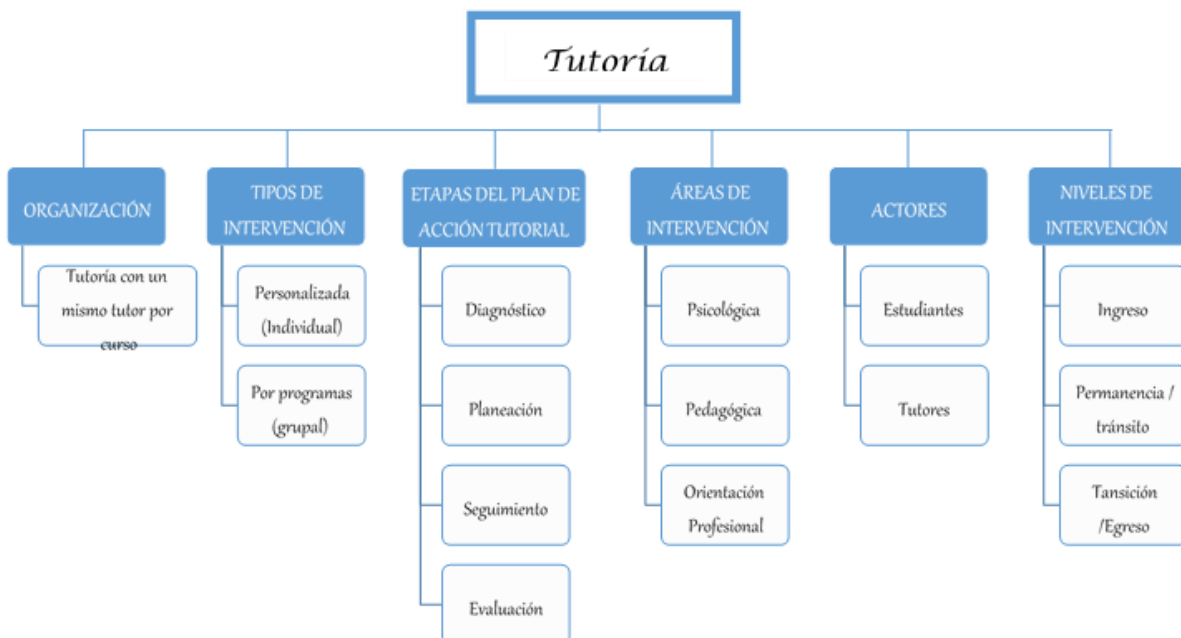 Tutoría
ORGANIZACIÓN
Tutoría con un
mismo tutor por
curso
TIPOS DE
INTERVENCIÓN
Personalizada
(Individual)
Por programas
(grupal)
ETAPAS DEL PLAN DE
ACCIÓN TUTORIAL
Diagnóstico
Planeación
Seguimiento
Evaluación
ÁREAS DE
INTERVENCIÓN
Psicológica
Pedagógica
Orientación
Profesional
ACTORES
Estudiantes
Tutores
NIVELES DE
INTERVENCIÓN
Ingreso
Permanencia /
tránsito
Tansición
/Egreso